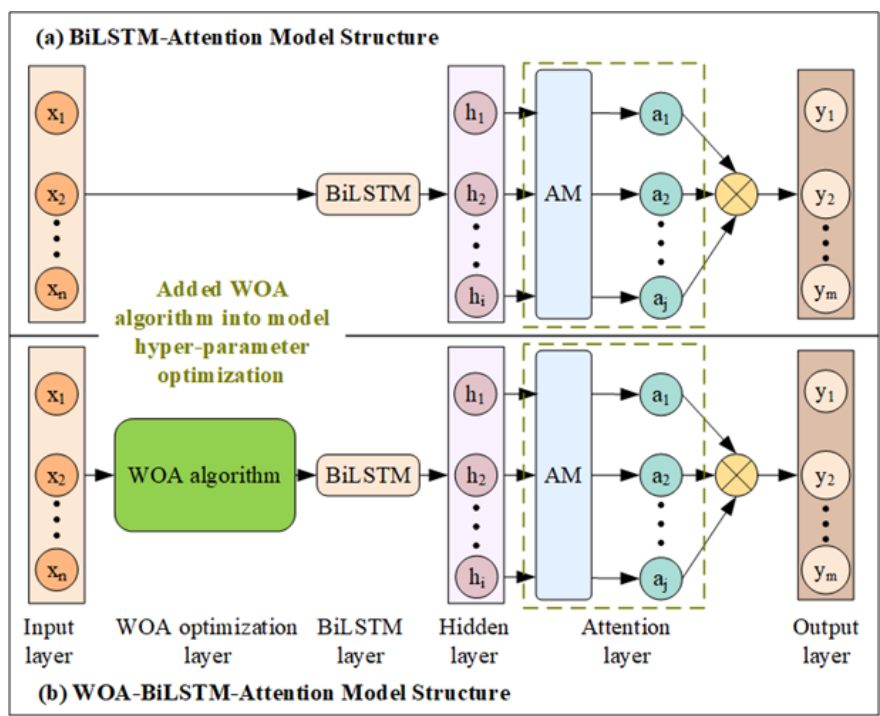 (a) BiLSTM-Attention Model Structure
x₁
h₁
a₁
y₁
x₂
BiLSTM
h₂
AM
a₂
y₂
xₙ
hᵢ
aⱼ
yₘ
Added WOA
algorithm into model
hyper-parameter
optimization
x₁
h₁
a₁
y₁
x₂
WOA algorithm
BiLSTM
h₂
AM
a₂
y₂
xₙ
hᵢ
aⱼ
yₘ
Input
layer
WOA optimization
layer
BiLSTM
layer
Hidden
layer
Attention
layer
Output
layer
(b) WOA-BiLSTM-Attention Model Structure